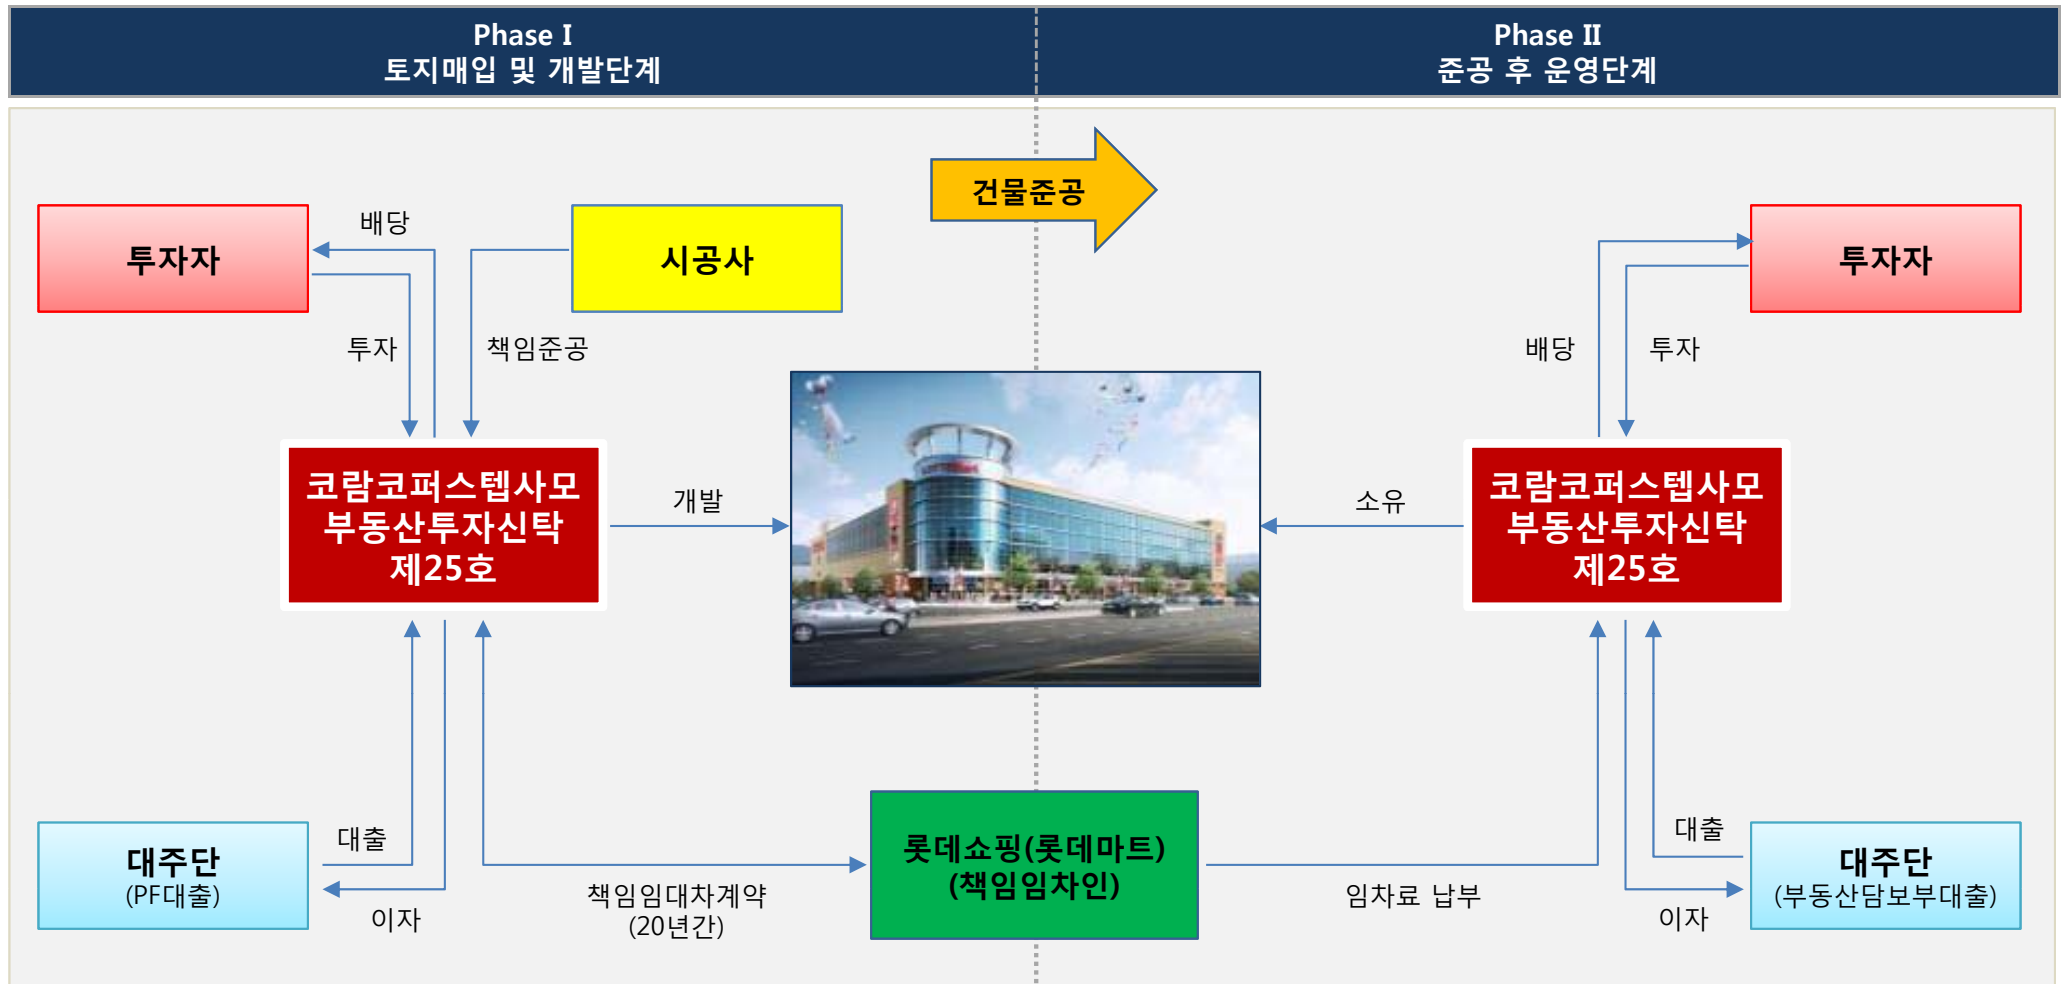 Phase I
토지매입 및 개발단계
Phase II
준공 후 운영단계
건물준공
투자자
배당
시공사
투자
책임준공
코람코퍼스텝사모
부동산투자신탁
제25호
개발
대주단
(PF대출)
대출
이자
책임임대차계약
(20년간)
롯데쇼핑(롯데마트)
(책임임차인)
투자자
배당
투자
소유
코람코퍼스텝사모
부동산투자신탁
제25호
임차료 납부
대출
이자
대주단
(부동산담보부대출)